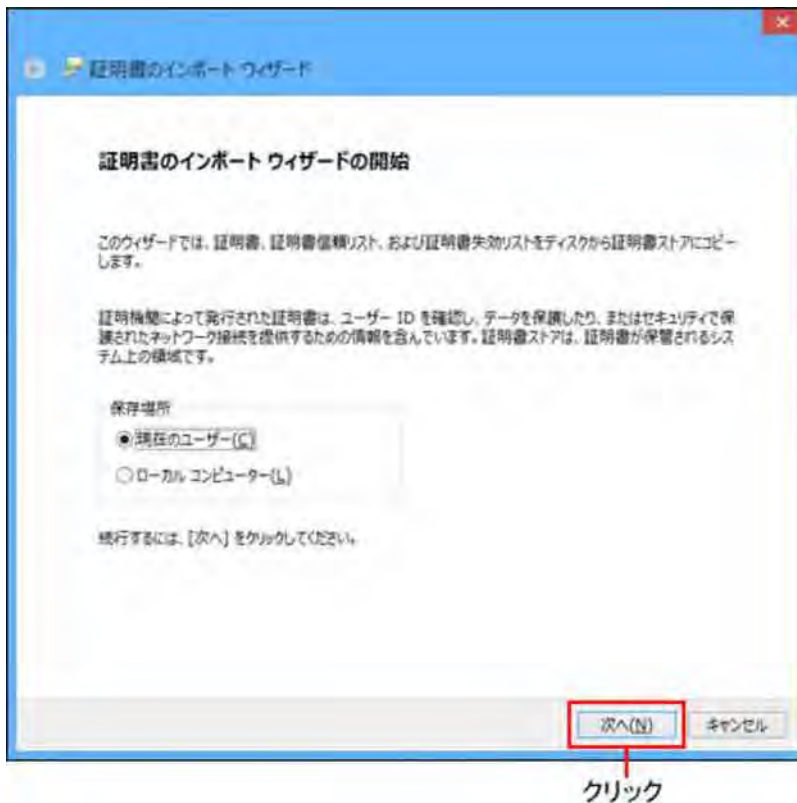 証明書のインポート ウィザード
証明書のインポート ウィザードの開始
このウィザードでは、証明書、証明書信頼リスト、および証明書失効リストをディスクから証明書ストアにコピー
します。
証明機関によって発行された証明書は、ユーザー ID を確認し、データを保護したり、またはセキュリティで保
護されたネットワーク接続を提供するための情報を含んでいます。証明書ストアは、証明書が保管されるシス
テム上の領域です。
保存場所
現在のユーザー(C)
ローカル コンピューター(L)
続行するには、[次へ] をクリックしてください。
次へ(N)
キャンセル
クリック